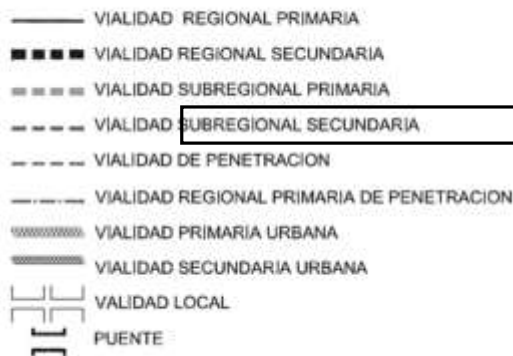 VIALIDAD REGIONAL PRIMARIA
VIALIDAD REGIONAL SECUNDARIA
VIALIDAD SUBREGIONAL PRIMARIA
VIALIDAD SUBREGIONAL SECUNDARIA
VIALIDAD DE PENETRACION
VIALIDAD REGIONAL PRIMARIA DE PENETRACION
VIALIDAD PRIMARIA URBANA
VIALIDAD SECUNDARIA URBANA
VALIDAD LOCAL
PUENTE